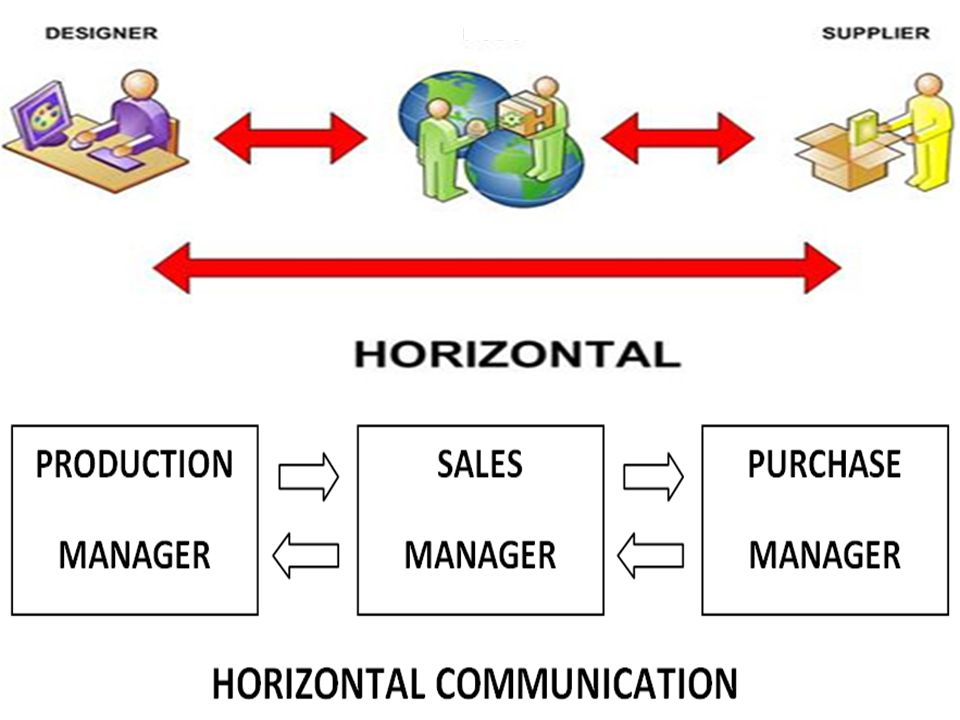 DESIGNER
SUPPLIER
HORIZONTAL
PRODUCTION
MANAGER
SALES
MANAGER
PURCHASE
MANAGER
HORIZONTAL COMMUNICATION